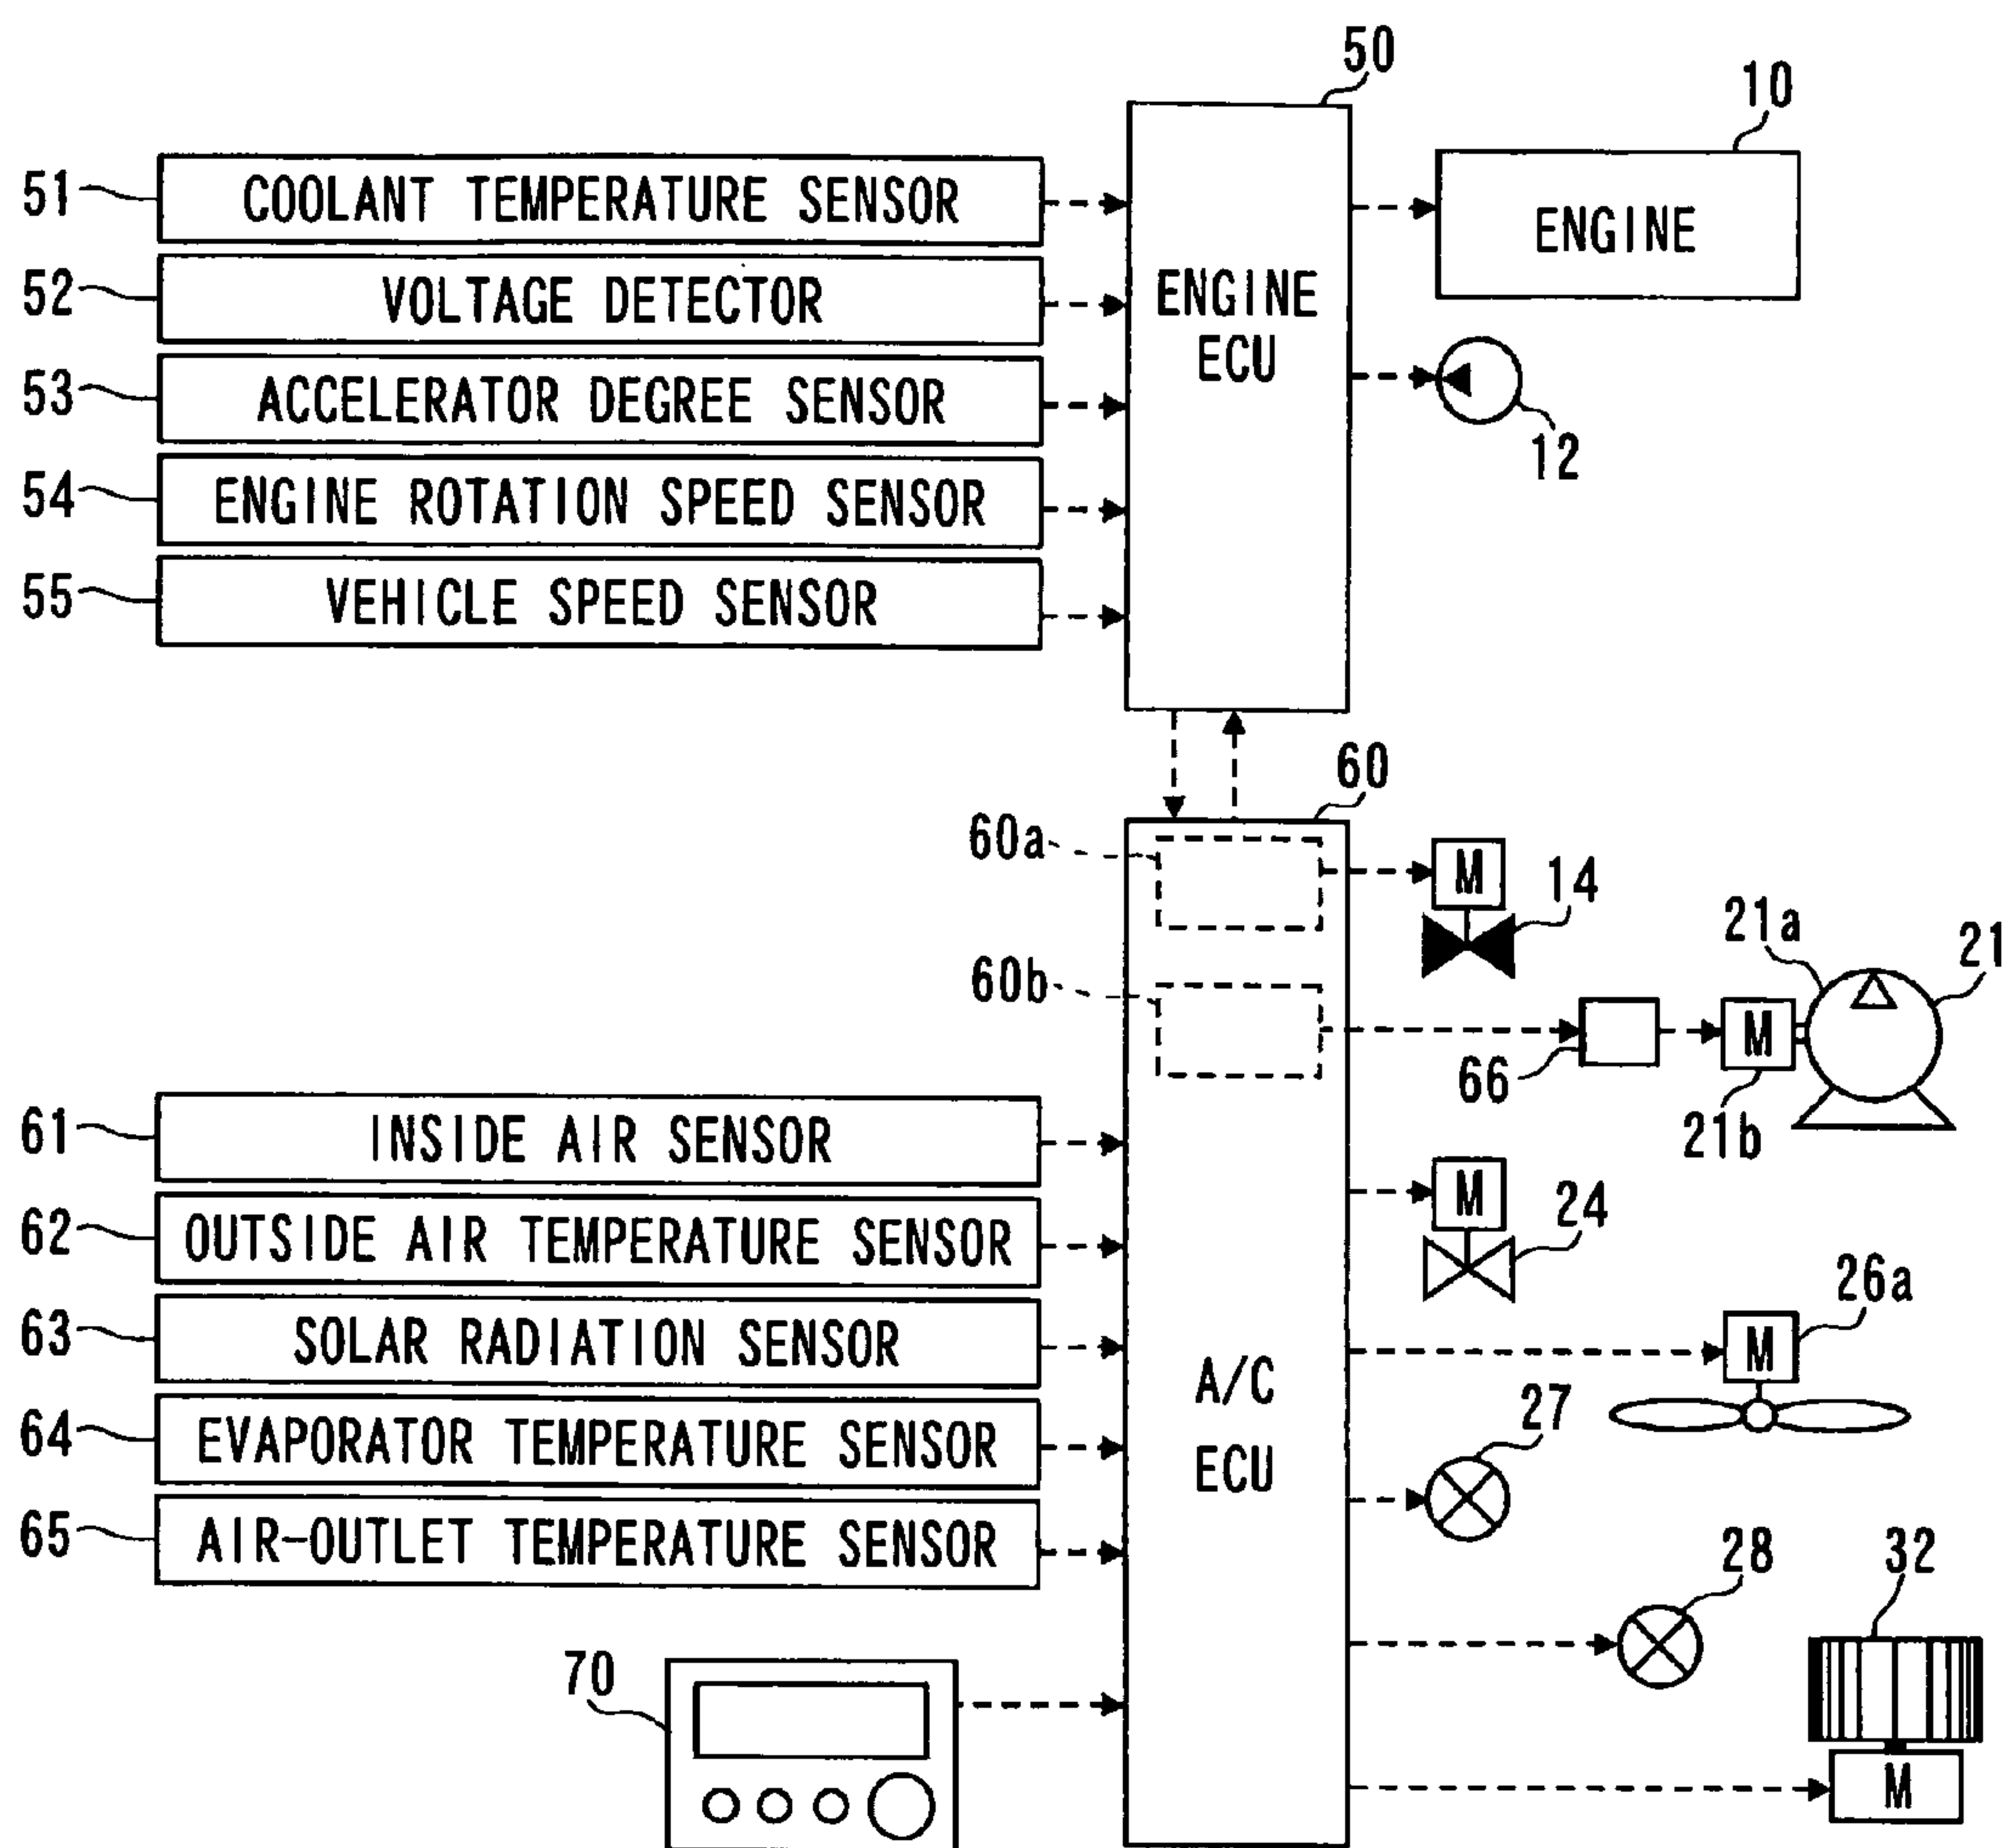 50
10
51 COOLANT TEMPERATURE SENSOR
52 VOLTAGE DETECTOR
53 ACCELERATOR DEGREE SENSOR
54 ENGINE ROTATION SPEED SENSOR
55 VEHICLE SPEED SENSOR
ENGINE
ECU
ENGINE
12
60
60a
M
14
60b
66
M
21b
21a
21
61 INSIDE AIR SENSOR
62 OUTSIDE AIR TEMPERATURE SENSOR
63 SOLAR RADIATION SENSOR
64 EVAPORATOR TEMPERATURE SENSOR
65 AIR-OUTLET TEMPERATURE SENSOR
70
A/C
ECU
M
24
26a
M
27
28
32
M